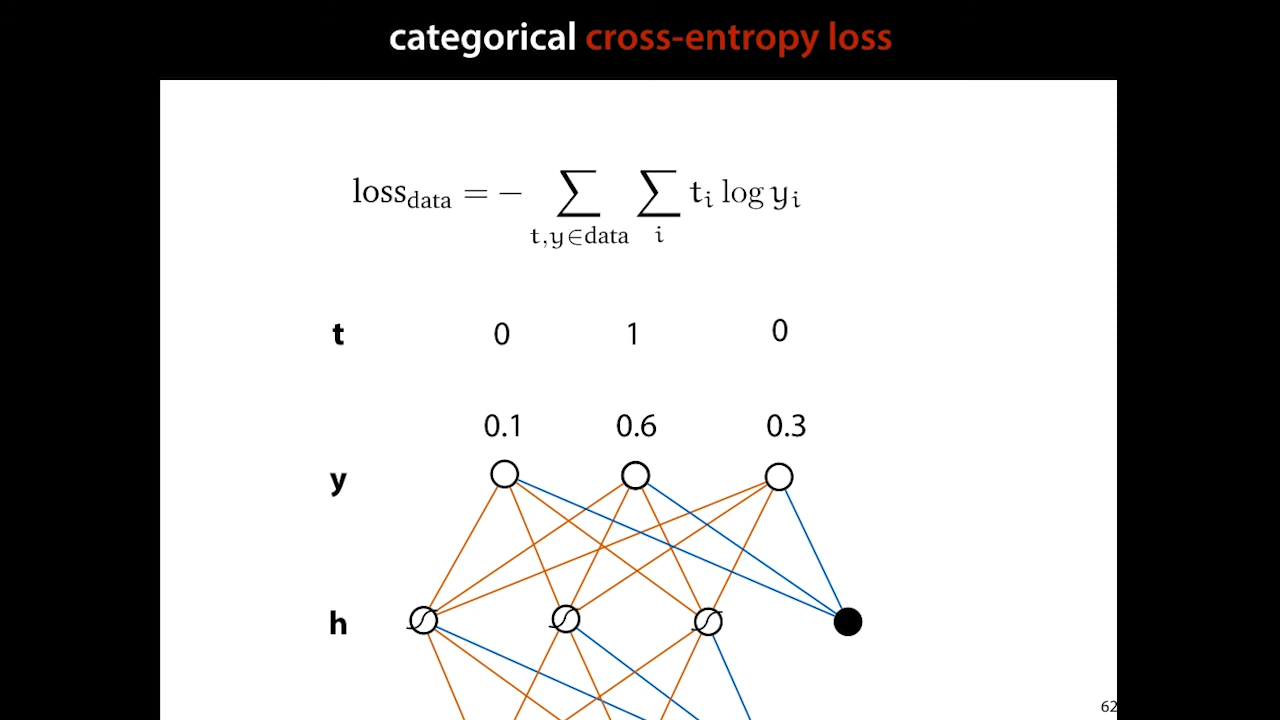 categorical cross-entropy loss
loss_data = − ∑_{t,y∈data} ∑_i t_i log y_i
t 0 1 0
0.1 0.6 0.3
y
h
62